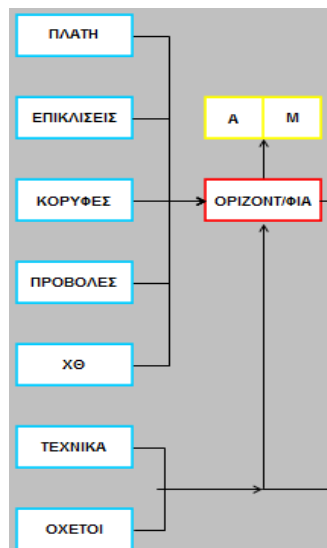 ΠΛΑΤΗ
ΕΠΙΚΛΙΣΕΙΣ
Α Μ
ΚΟΡΥΦΕΣ
ΟΡΙΖΟΝΤ/ΦΙΑ
ΠΡΟΒΟΛΕΣ
ΧΘ
ΤΕΧΝΙΚΑ
ΟΧΕΤΟΙ